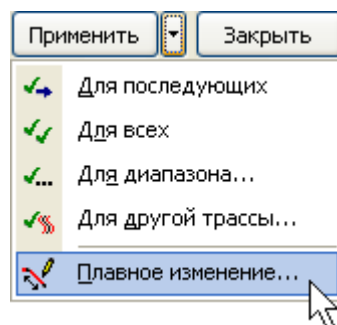 Применить Закрыть
Для последующих
Для всех
Для диапазона...
Для другой трассы...
Плавное изменение...